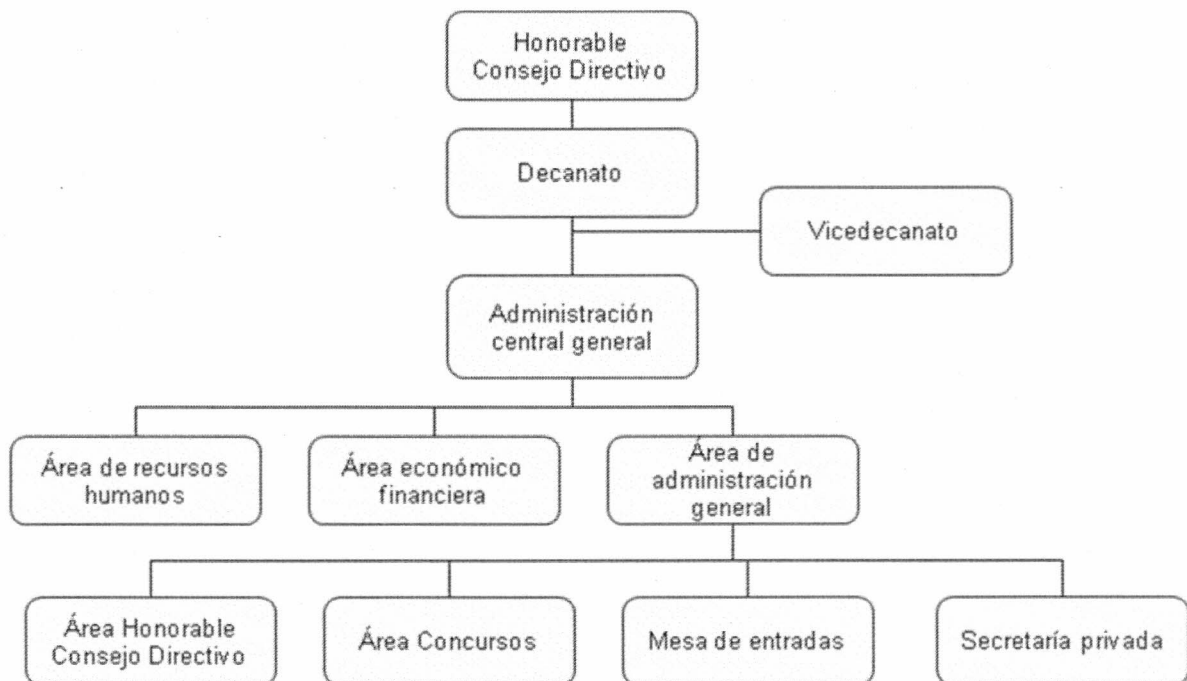 Honorable
Consejo Directivo
Decanato
Vicedecanato
Administración
central general
Área de recursos
humanos
Área económico
financiera
Área de
administración
general
Área Honorable
Consejo Directivo
Área Concursos
Mesa de entradas
Secretaría privada